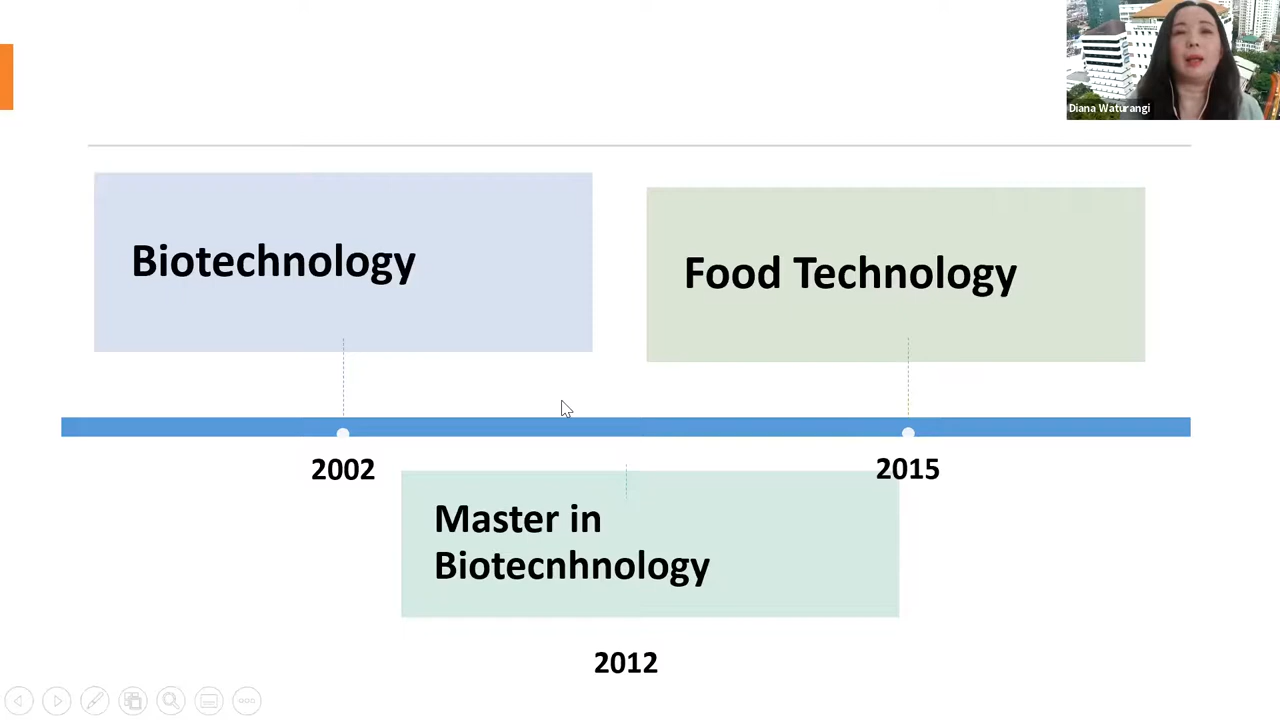 Diana Waturangi
Biotechnology
Food Technology
2002
2015
Master in
Biotecnhnology
2012